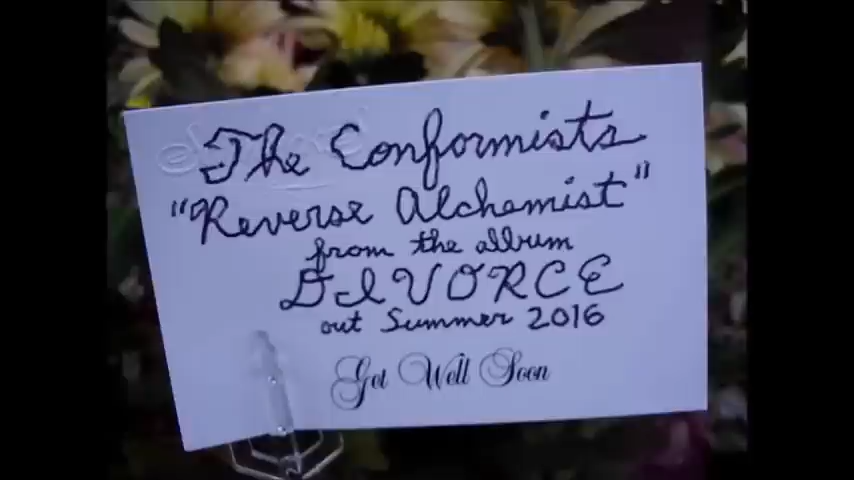 The Conformists
"Reverse Alchemist"
from the album
DIVORCE
out Summer 2016
Get Well Soon